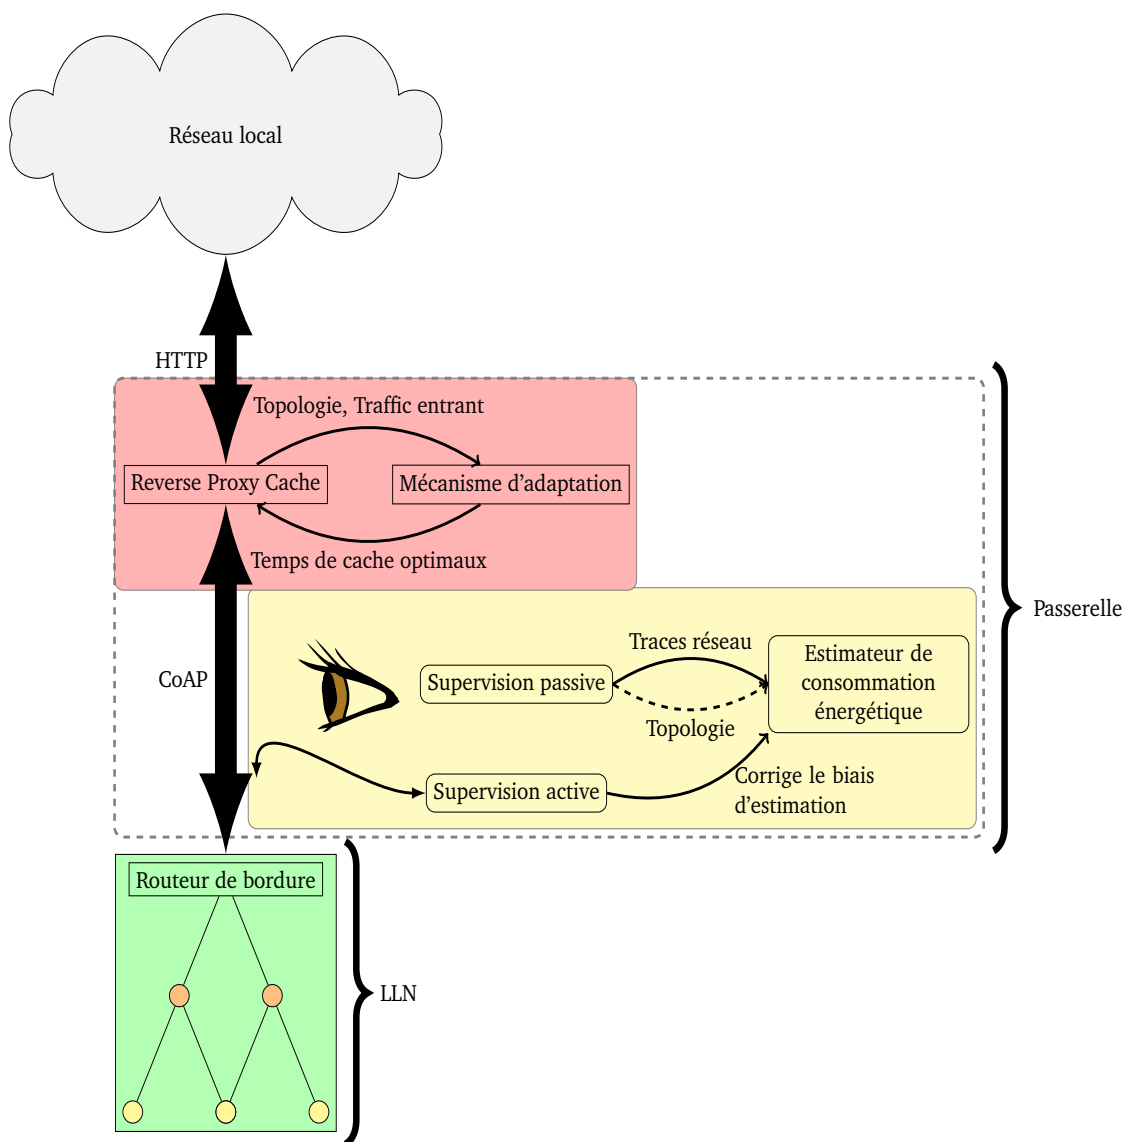 Réseau local
HTTP
Topologie, Traffic entrant
Reverse Proxy Cache
Mécanisme d'adaptation
Temps de cache optimaux
Passerelle
CoAP
Traces réseau
Supervision passive
Estimateur de
consommation
énergétique
Topologie
Supervision active
Corrige le biais
d'estimation
Routeur de bordure
LLN